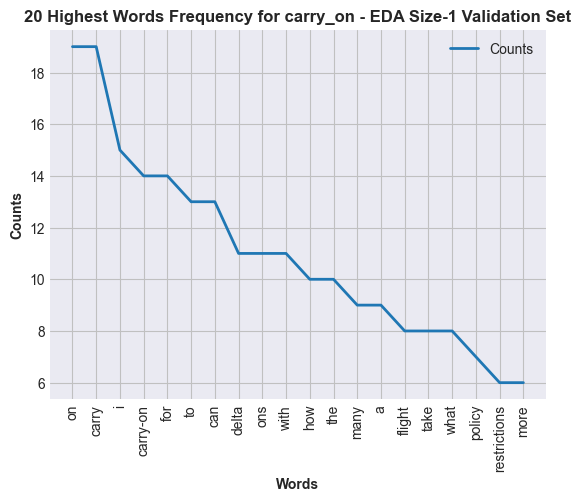 20 Highest Words Frequency for carry_on - EDA Size-1 Validation Set
Counts
18
16
14
12
10
8
6
Counts
on
carry
i
carry-on
for
to
can
delta
ons
with
how
the
many
a
flight
take
what
policy
restrictions
more
Words